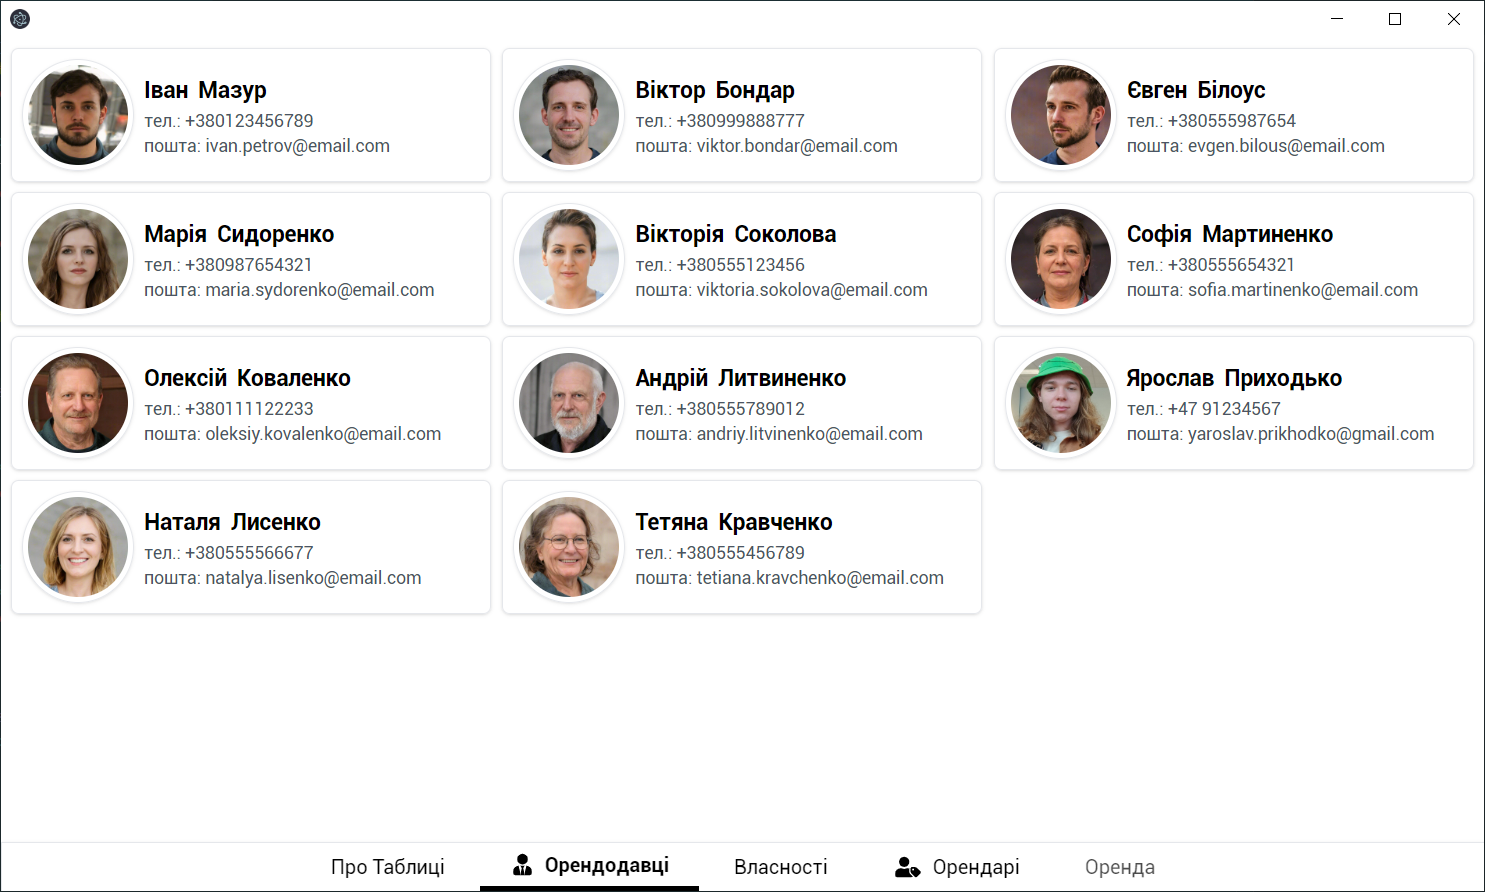 Іван Мазур
тел.: +380123456789
пошта: ivan.petrov@email.com
Віктор Бондар
тел.: +380999888777
пошта: viktor.bondar@email.com
Євген Білоус
тел.: +380555987654
пошта: evgen.bilous@email.com
Марія Сидоренко
тел.: +380987654321
пошта: maria.sydorenko@email.com
Вікторія Соколова
тел.: +380555123456
пошта: viktoria.sokolova@email.com
Софія Мартиненко
тел.: +380555654321
пошта: sofia.martinenko@email.com
Олексій Коваленко
тел.: +380111122233
пошта: oleksiy.kovalenko@email.com
Андрій Литвиненко
тел.: +380555789012
пошта: andriy.litvinenko@email.com
Ярослав Приходько
тел.: +47 91234567
пошта: yaroslav.prikhodko@gmail.com
Наталя Лисенко
тел.: +380555566677
пошта: natalya.lisenko@email.com
Тетяна Кравченко
тел.: +380555456789
пошта: tetiana.kravchenko@email.com
Про Таблиці Орендодавці Власності Орендарі Оренда